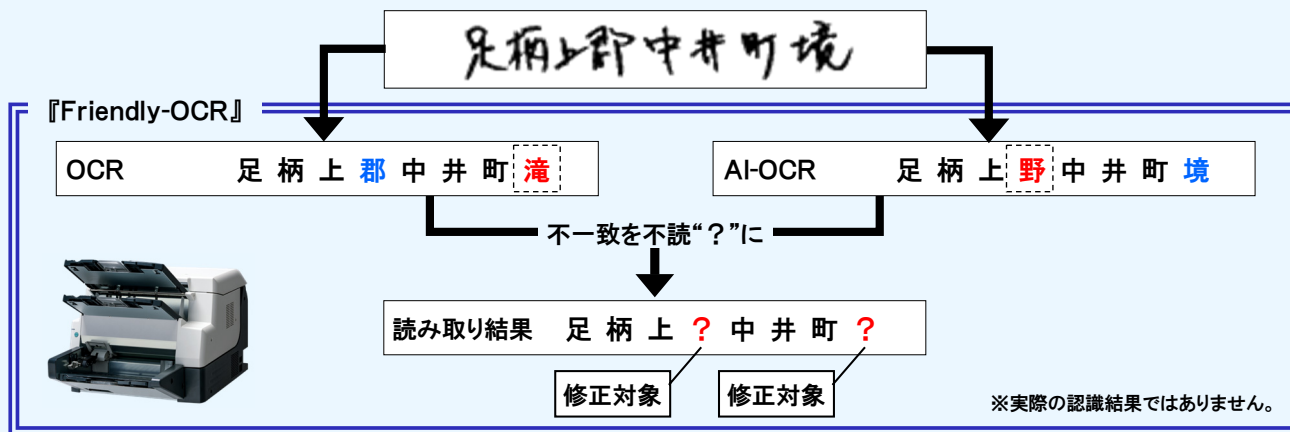 足柄上郡中井町境
『Friendly-OCR』
OCR 足柄上郡中井町滝
AI-OCR 足柄上野中井町境
不一致を不読“？”に
読み取り結果 足柄上？中井町？
修正対象 修正対象
※実際の認識結果ではありません。